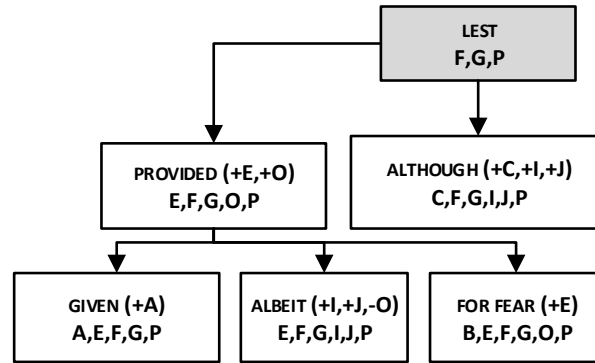 LEST
F,G,P
PROVIDED (+E,+O)
E,F,G,O,P
ALTHOUGH (+C,+I,+J)
C,F,G,I,J,P
GIVEN (+A)
A,E,F,G,P
ALBEIT (+I,+J,-O)
E,F,G,I,J,P
FOR FEAR (+E)
B,E,F,G,O,P